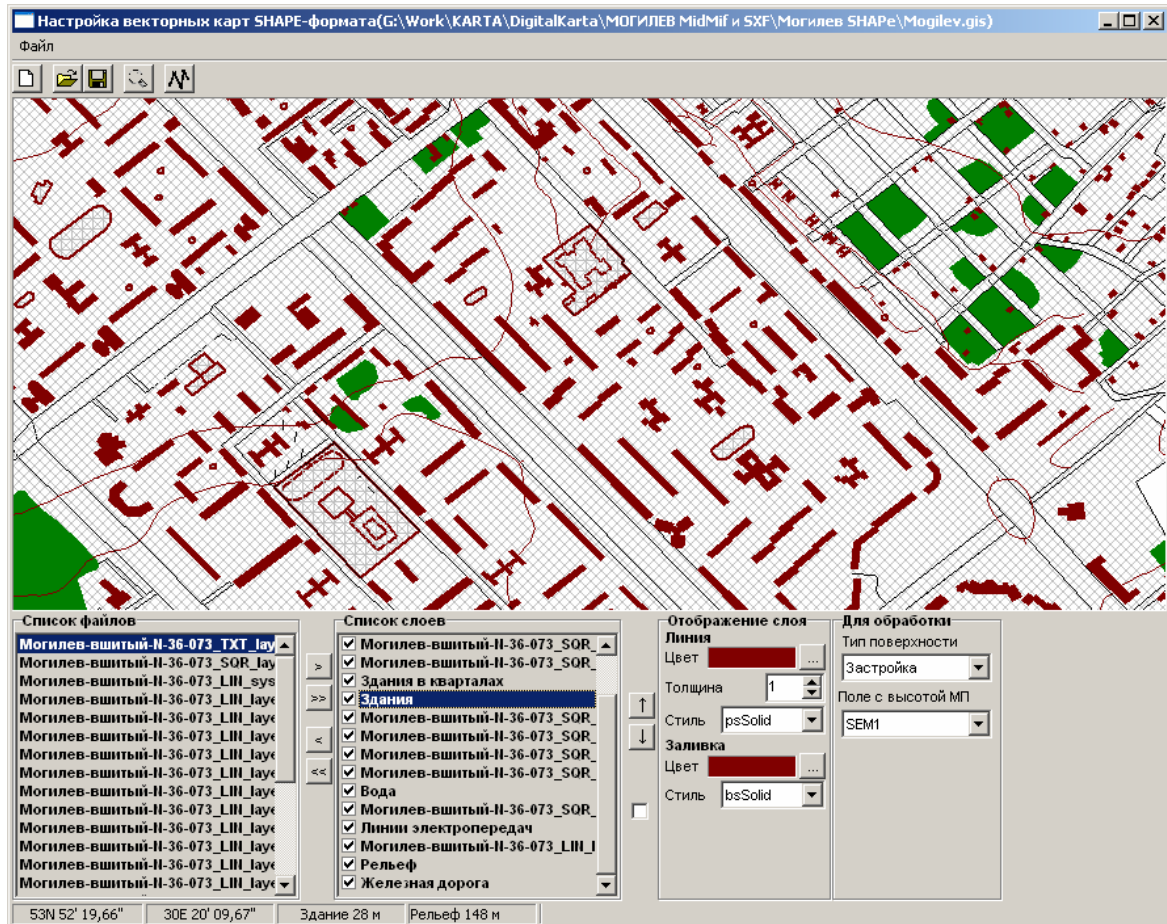 Настройка векторных карт SHAPE-формата(G:\Work\KARTA\DigitalKarta\МОГИЛЕВ MidMif и SXF\Могилев SHAPe\Mogilev.gis)
Файл
Список файлов
Могилев-вшитый-N-36-073_TXT_lay
Могилев-вшитый-N-36-073_SQR_lay
Могилев-вшитый-N-36-073_LIN_sys
Могилев-вшитый-N-36-073_LIN_laye
Могилев-вшитый-N-36-073_LIN_laye
Могилев-вшитый-N-36-073_LIN_laye
Могилев-вшитый-N-36-073_LIN_laye
Могилев-вшитый-N-36-073_LIN_laye
Могилев-вшитый-N-36-073_LIN_laye
Могилев-вшитый-N-36-073_LIN_laye
Могилев-вшитый-N-36-073_LIN_laye
Могилев-вшитый-N-36-073_LIN_laye
Могилев-вшитый-N-36-073_LIN_laye
Могилев-вшитый-N-36-073_LIN_laye
>
>>
<
<<
Список слоев
Могилев-вшитый-N-36-073_SQR_
Могилев-вшитый-N-36-073_SQR_
Здания в кварталах
Здания
Могилев-вшитый-N-36-073_SQR_
Могилев-вшитый-N-36-073_SQR_
Могилев-вшитый-N-36-073_SQR_
Могилев-вшитый-N-36-073_SQR_
Вода
Могилев-вшитый-N-36-073_SQR_
Линии электропередач
Могилев-вшитый-N-36-073_LIN_l
Рельеф
Железная дорога
↑
↓
Отображение слоя
Линия
Цвет ...
Толщина 1
Стиль psSolid
Заливка
Цвет ...
Стиль bsSolid
Для обработки
Тип поверхности
Застройка
Поле с высотой МП
SEM1
53N 52' 19,66" 30E 20' 09,67" Здание 28 м Рельеф 148 м